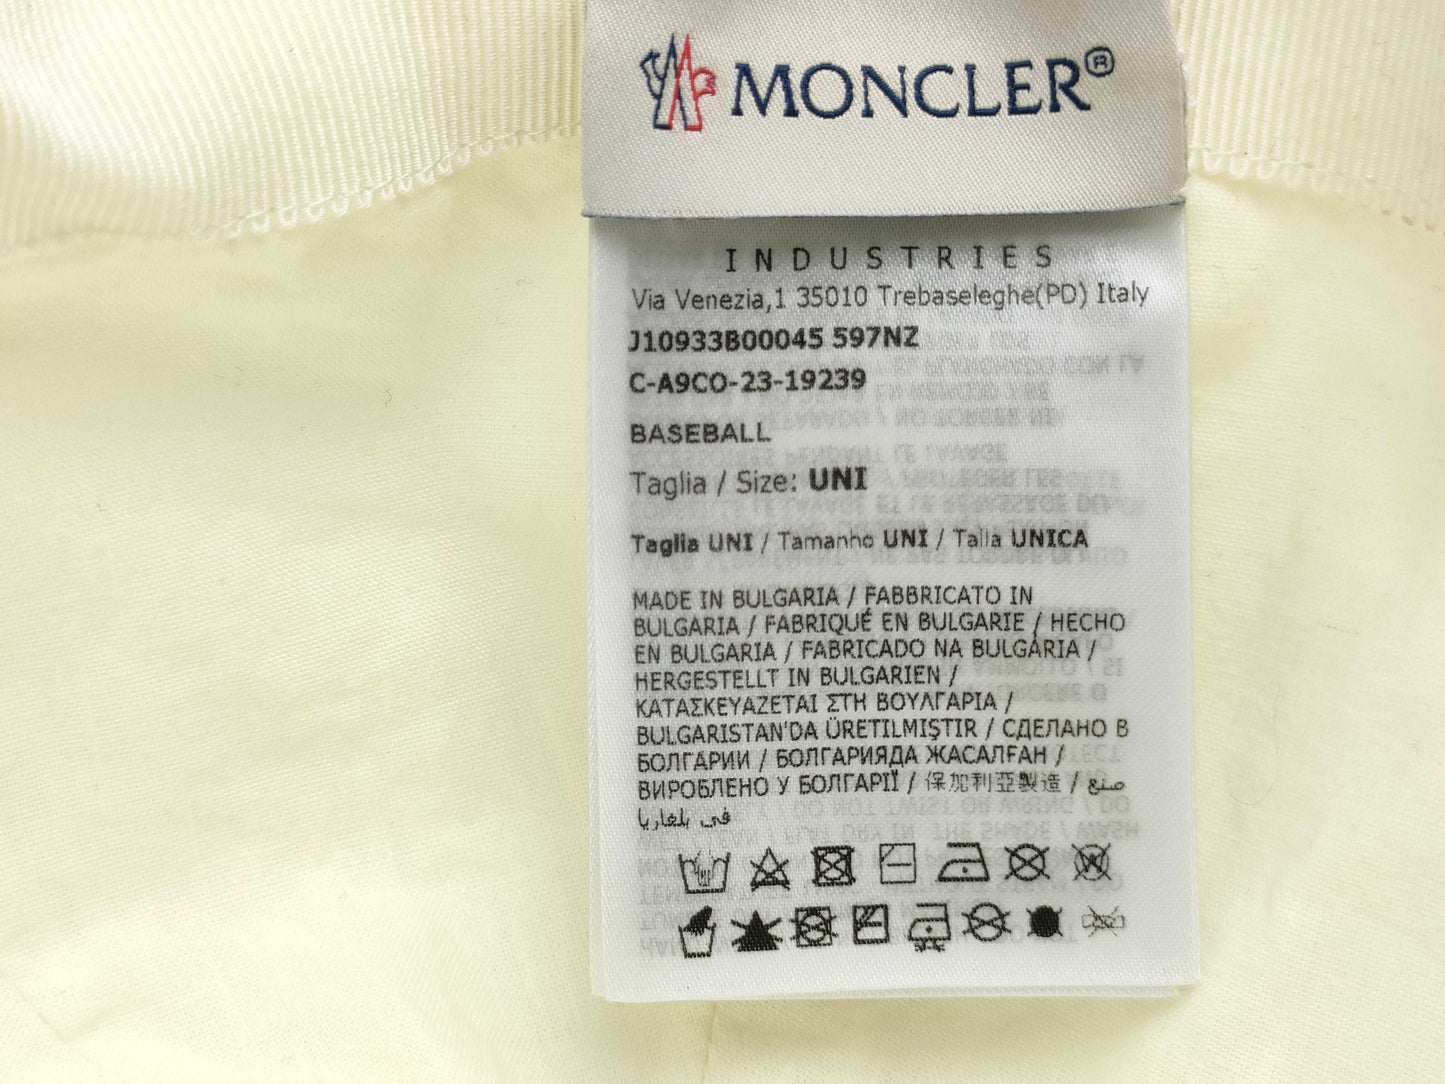 MONCLER®
INDUSTRIES
Via Venezia,1 35010 Trebaseleghe(PD) Italy
J10933B00045 597NZ
C-A9CO-23-19239
BASEBALL
Taglia / Size: UNI
Taglia UNI / Tamanho UNI / Talla UNICA
MADE IN BULGARIA / FABBRICATO IN
BULGARIA / FABRIQUÉ EN BULGARIE / HECHO
EN BULGARIA / FABRICADO NA BULGÁRIA /
HERGESTELLT IN BULGARIEN /
ΚΑΤΑΣΚΕΥΑΖΕΤΑΙ ΣΤΗ ΒΟΥΛΓΑΡΙΑ /
BULGARISTAN'DA ÜRETILMIŞTIR / СДЕЛАНО В
БОЛГАРИИ / БОЛГАРИЯДА ЖАСАЛҒАН /
ВИРОБЛЕНО У БОЛГАРІЇ / 保加利亞製造 / صنع
في بلغاريا